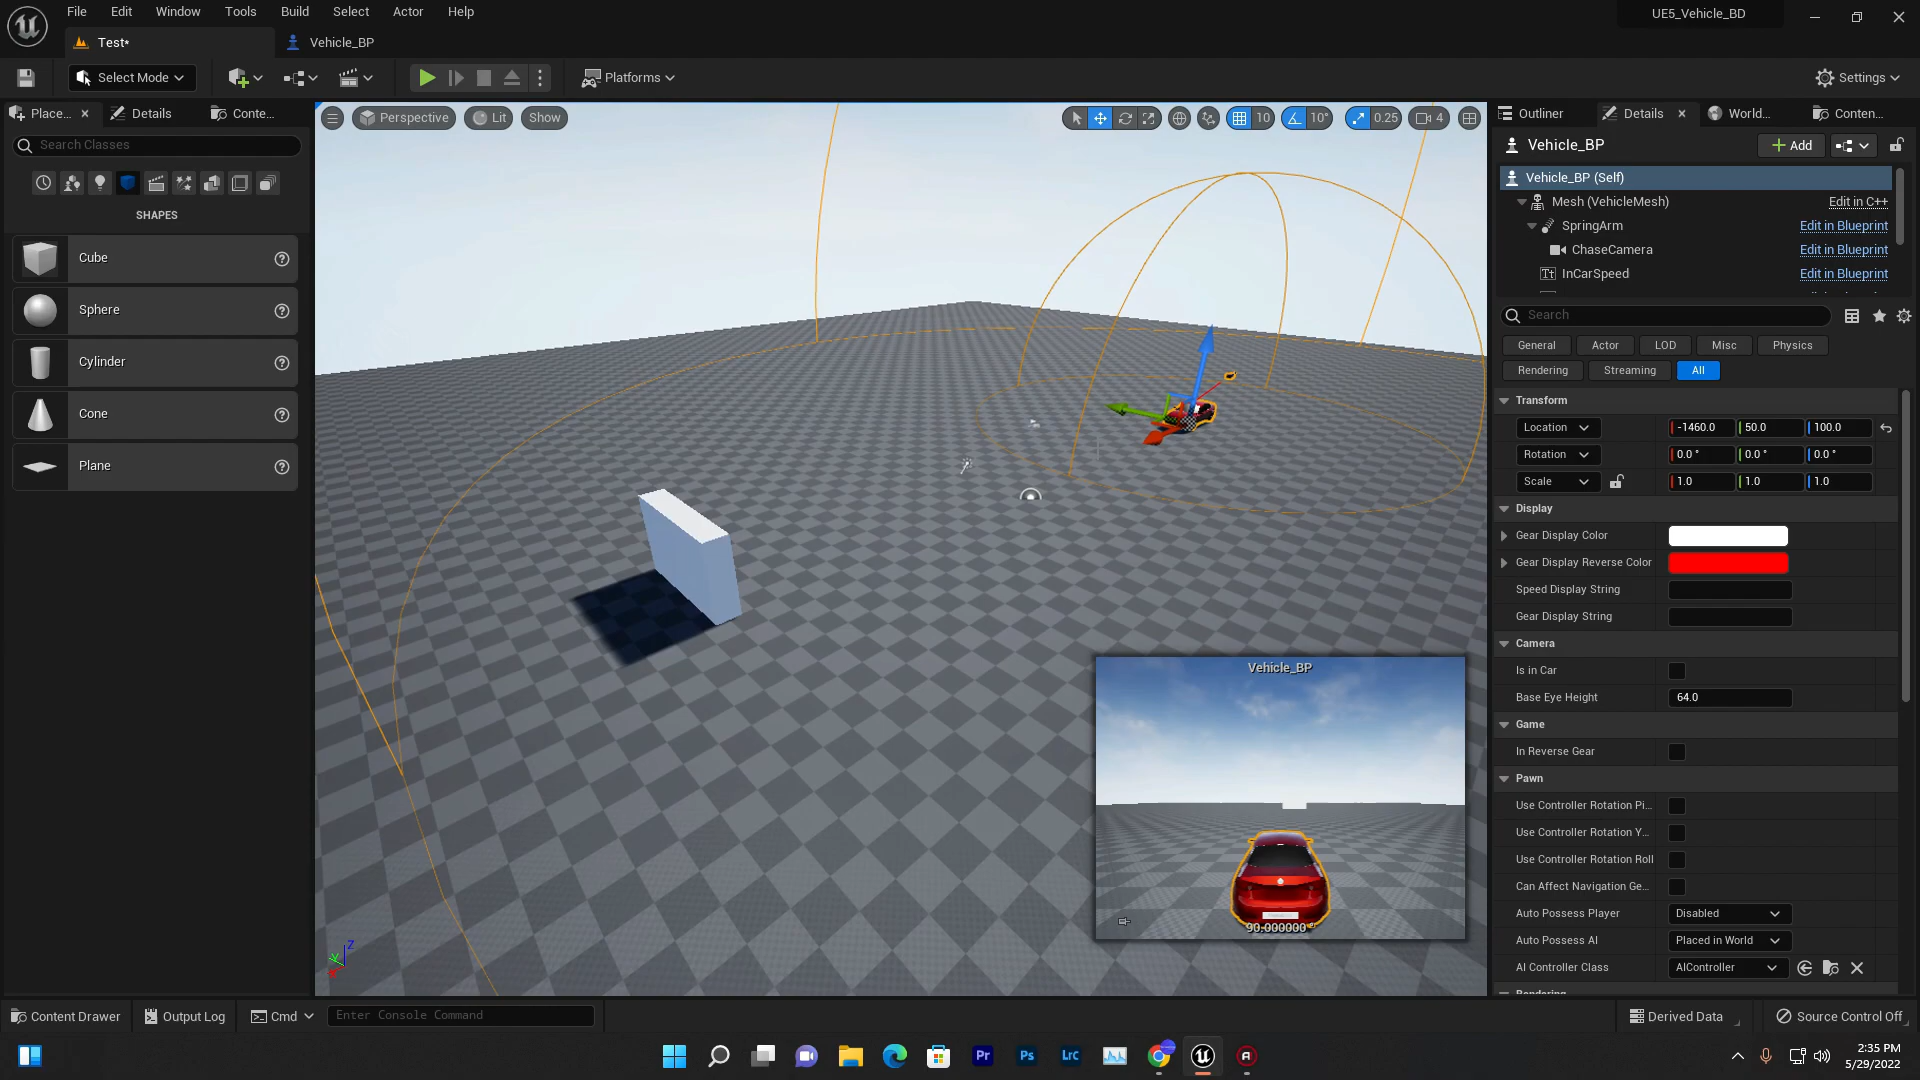 File Edit Window Tools Build Select Actor Help
UE5_Vehicle_BD
Test*
Vehicle_BP
Select Mode
Platforms
Settings
Place...
Details
Conte...
Search Classes
SHAPES
Cube
Sphere
Cylinder
Cone
Plane
Perspective
Lit
Show
10
10°
0.25
4
Vehicle_BP
90.000000°
Z
Y
Outliner
Details
World...
Conten...
Vehicle_BP
Add
Vehicle_BP (Self)
Mesh (VehicleMesh) Edit in C++
SpringArm Edit in Blueprint
ChaseCamera Edit in Blueprint
InCarSpeed Edit in Blueprint
Search
General Actor LOD Misc Physics
Rendering Streaming All
Transform
Location -1460.0 50.0 100.0
Rotation 0.0 ° 0.0 ° 0.0 °
Scale 1.0 1.0 1.0
Display
Gear Display Color
Gear Display Reverse Color
Speed Display String
Gear Display String
Camera
Is in Car
Base Eye Height 64.0
Game
In Reverse Gear
Pawn
Use Controller Rotation Pi...
Use Controller Rotation Y...
Use Controller Rotation Roll
Can Affect Navigation Ge...
Auto Possess Player Disabled
Auto Possess AI Placed in World
AI Controller Class AIController
Rendering
Content Drawer
Output Log
Cmd
Enter Console Command
Derived Data
Source Control Off
Pr
Ps
LrC
2:35 PM
5/29/2022